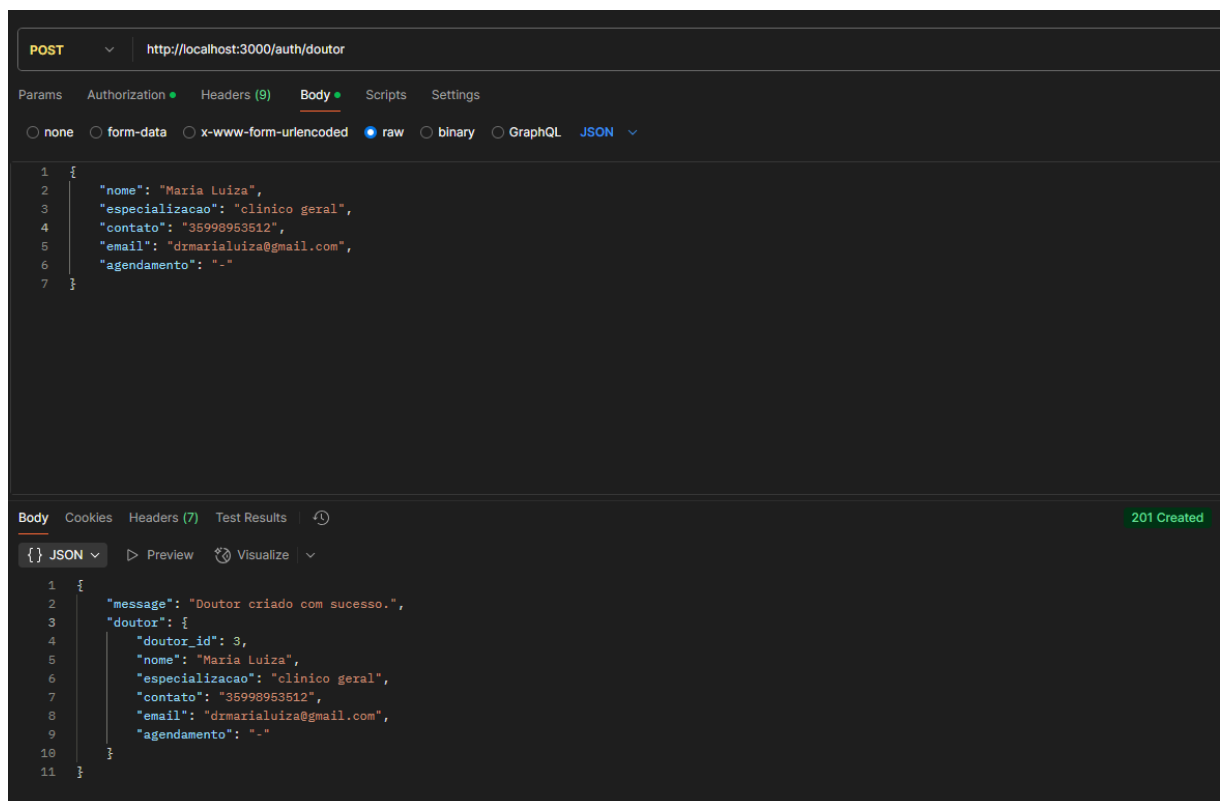 POST http://localhost:3000/auth/doutor
Params Authorization Headers (9) Body Scripts Settings
none form-data x-www-form-urlencoded raw binary GraphQL JSON
1 {
2 "nome": "Maria Luiza",
3 "especializacao": "clinico geral",
4 "contato": "35998953512",
5 "email": "drmarialuiza@gmail.com",
6 "agendamento": "-"
7 }
Body Cookies Headers (7) Test Results 201 Created
{} JSON Preview Visualize
1 {
2 "message": "Doutor criado com sucesso.",
3 "doutor": {
4 "doutor_id": 3,
5 "nome": "Maria Luiza",
6 "especializacao": "clinico geral",
7 "contato": "35998953512",
8 "email": "drmarialuiza@gmail.com",
9 "agendamento": "-"
10 }
11 }